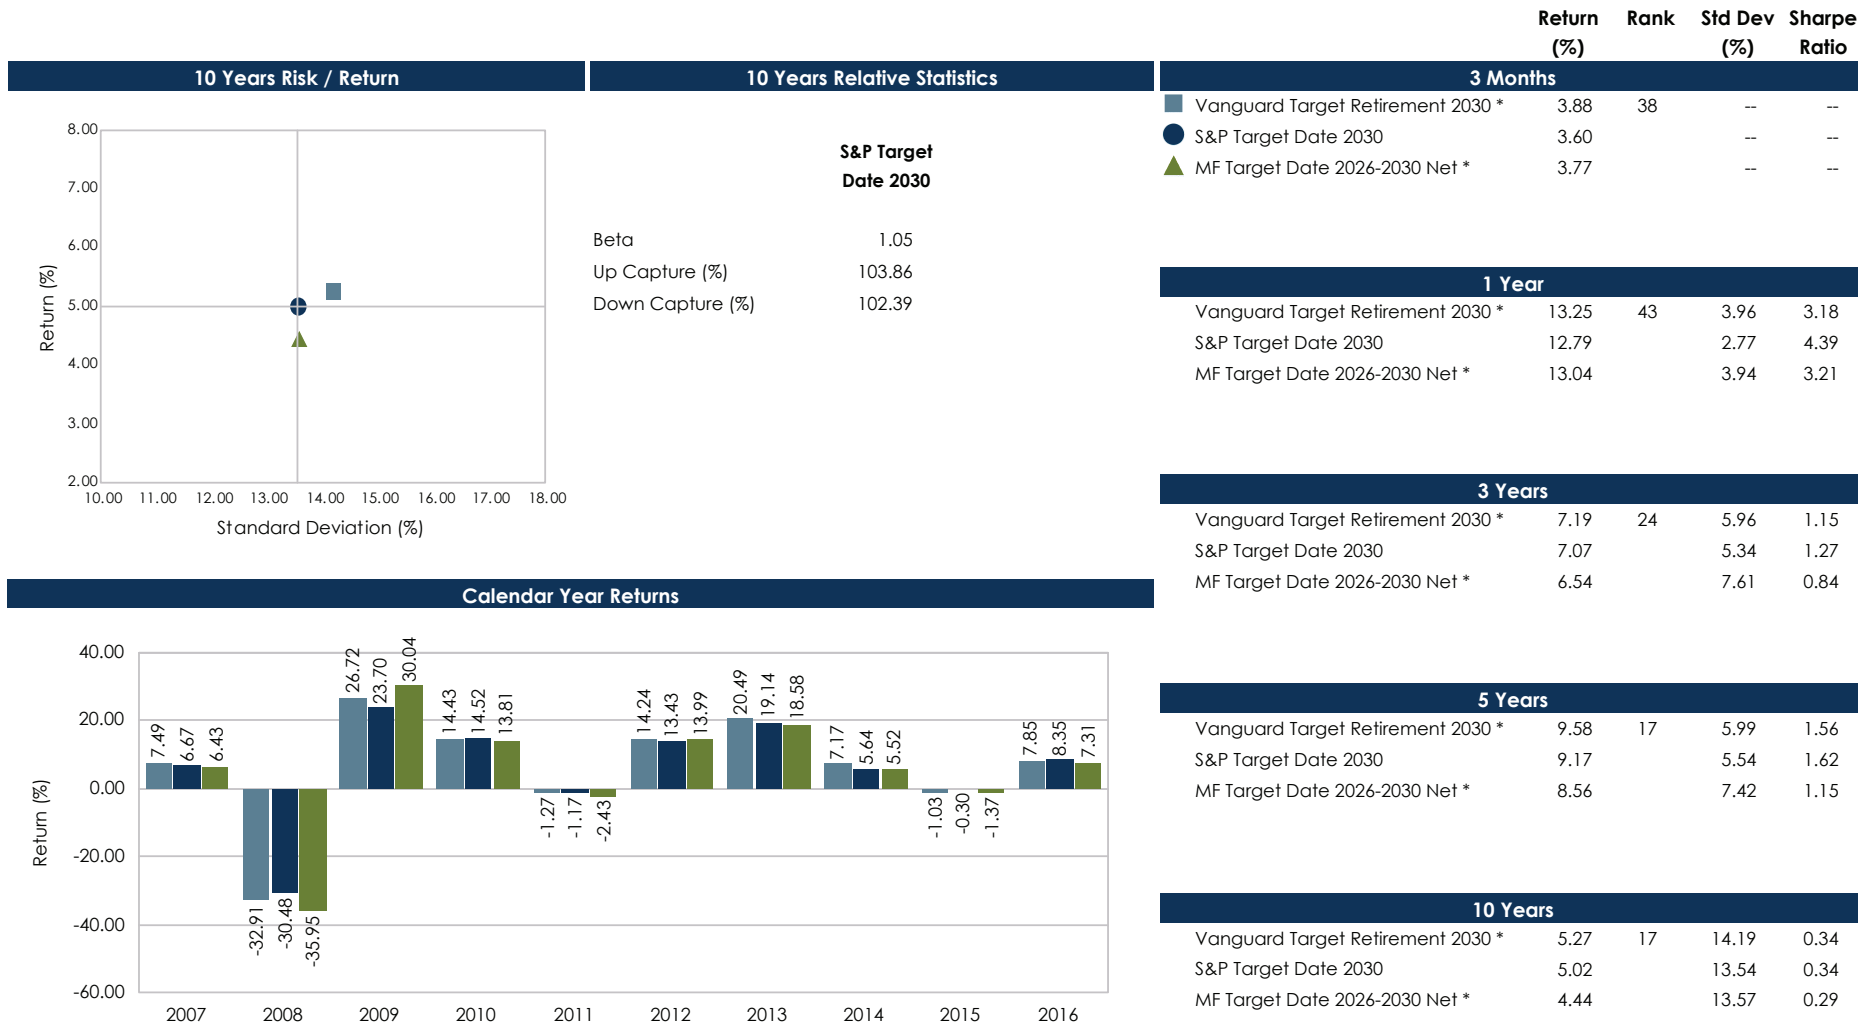 Return Rank Std Dev Sharpe
(%) (%) Ratio
10 Years Risk / Return
8.00
7.00
6.00
5.00
4.00
3.00
2.00
Return (%)
10.00 11.00 12.00 13.00 14.00 15.00 16.00 17.00 18.00
Standard Deviation (%)
10 Years Relative Statistics
S&P Target
Date 2030
Beta 1.05
Up Capture (%) 103.86
Down Capture (%) 102.39
3 Months
Vanguard Target Retirement 2030 * 3.88 38 -- --
S&P Target Date 2030 3.60 -- --
MF Target Date 2026-2030 Net * 3.77 -- --
1 Year
Vanguard Target Retirement 2030 * 13.25 43 3.96 3.18
S&P Target Date 2030 12.79 2.77 4.39
MF Target Date 2026-2030 Net * 13.04 3.94 3.21
3 Years
Vanguard Target Retirement 2030 * 7.19 24 5.96 1.15
S&P Target Date 2030 7.07 5.34 1.27
MF Target Date 2026-2030 Net * 6.54 7.61 0.84
5 Years
Vanguard Target Retirement 2030 * 9.58 17 5.99 1.56
S&P Target Date 2030 9.17 5.54 1.62
MF Target Date 2026-2030 Net * 8.56 7.42 1.15
10 Years
Vanguard Target Retirement 2030 * 5.27 17 14.19 0.34
S&P Target Date 2030 5.02 13.54 0.34
MF Target Date 2026-2030 Net * 4.44 13.57 0.29
Calendar Year Returns
40.00
20.00
0.00
-20.00
-40.00
-60.00
Return (%)
7.49 6.67 6.43
-32.91 -30.48 -35.95
26.72 23.70 30.04
14.43 14.52 13.81
-1.27 -1.17 -2.43
14.24 13.43 13.99
20.49 19.14 18.58
7.17 5.64 5.52
-1.03 -0.30 -1.37
7.85 8.35 7.31
2007 2008 2009 2010 2011 2012 2013 2014 2015 2016